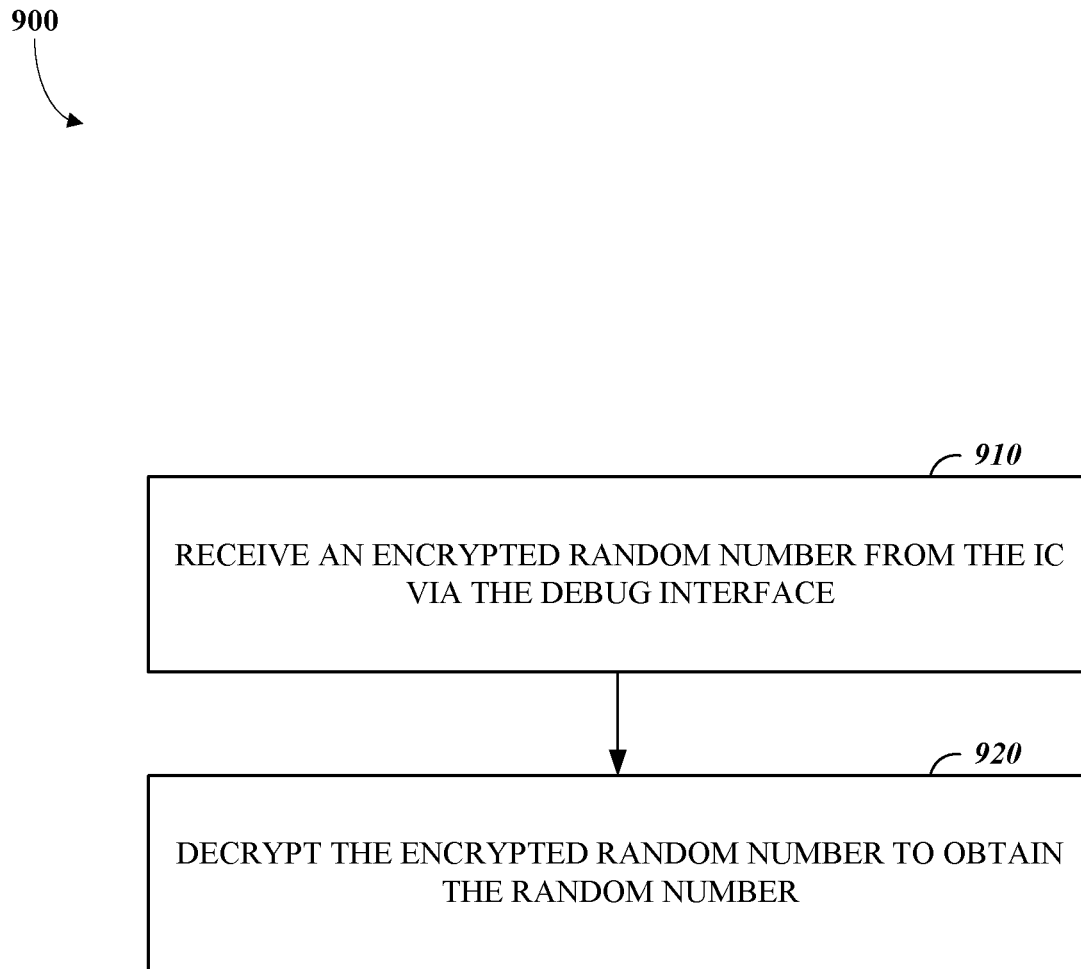 900
910
RECEIVE AN ENCRYPTED RANDOM NUMBER FROM THE IC
VIA THE DEBUG INTERFACE
920
DECRYPT THE ENCRYPTED RANDOM NUMBER TO OBTAIN
THE RANDOM NUMBER